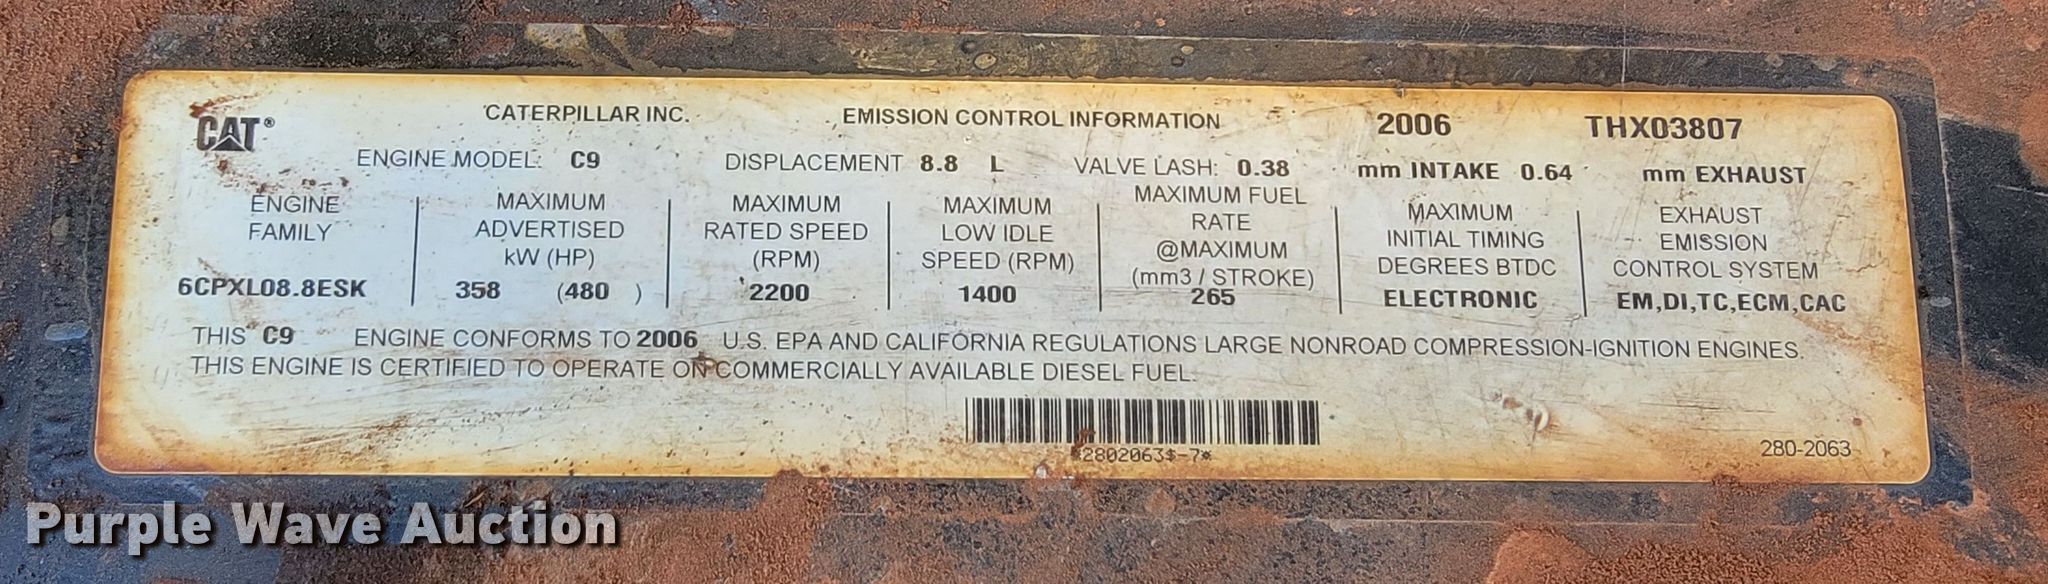 CAT® CATERPILLAR INC. EMISSION CONTROL INFORMATION 2006 THX03807
ENGINE MODEL: C9 DISPLACEMENT 8.8 L VALVE LASH: 0.38 mm INTAKE 0.64 mm EXHAUST
ENGINE FAMILY
6CPXL08.8ESK
MAXIMUM
ADVERTISED
kW (HP)
358 (480 )
MAXIMUM
RATED SPEED
(RPM)
2200
MAXIMUM
LOW IDLE
SPEED (RPM)
1400
MAXIMUM FUEL
RATE
@MAXIMUM
(mm3 / STROKE)
265
MAXIMUM
INITIAL TIMING
DEGREES BTDC
ELECTRONIC
EXHAUST
EMISSION
CONTROL SYSTEM
EM,DI,TC,ECM,CAC
THIS C9 ENGINE CONFORMS TO 2006 U.S. EPA AND CALIFORNIA REGULATIONS LARGE NONROAD COMPRESSION-IGNITION ENGINES.
THIS ENGINE IS CERTIFIED TO OPERATE ON COMMERCIALLY AVAILABLE DIESEL FUEL.
*2802063$-7*
280-2063
Purple Wave Auction